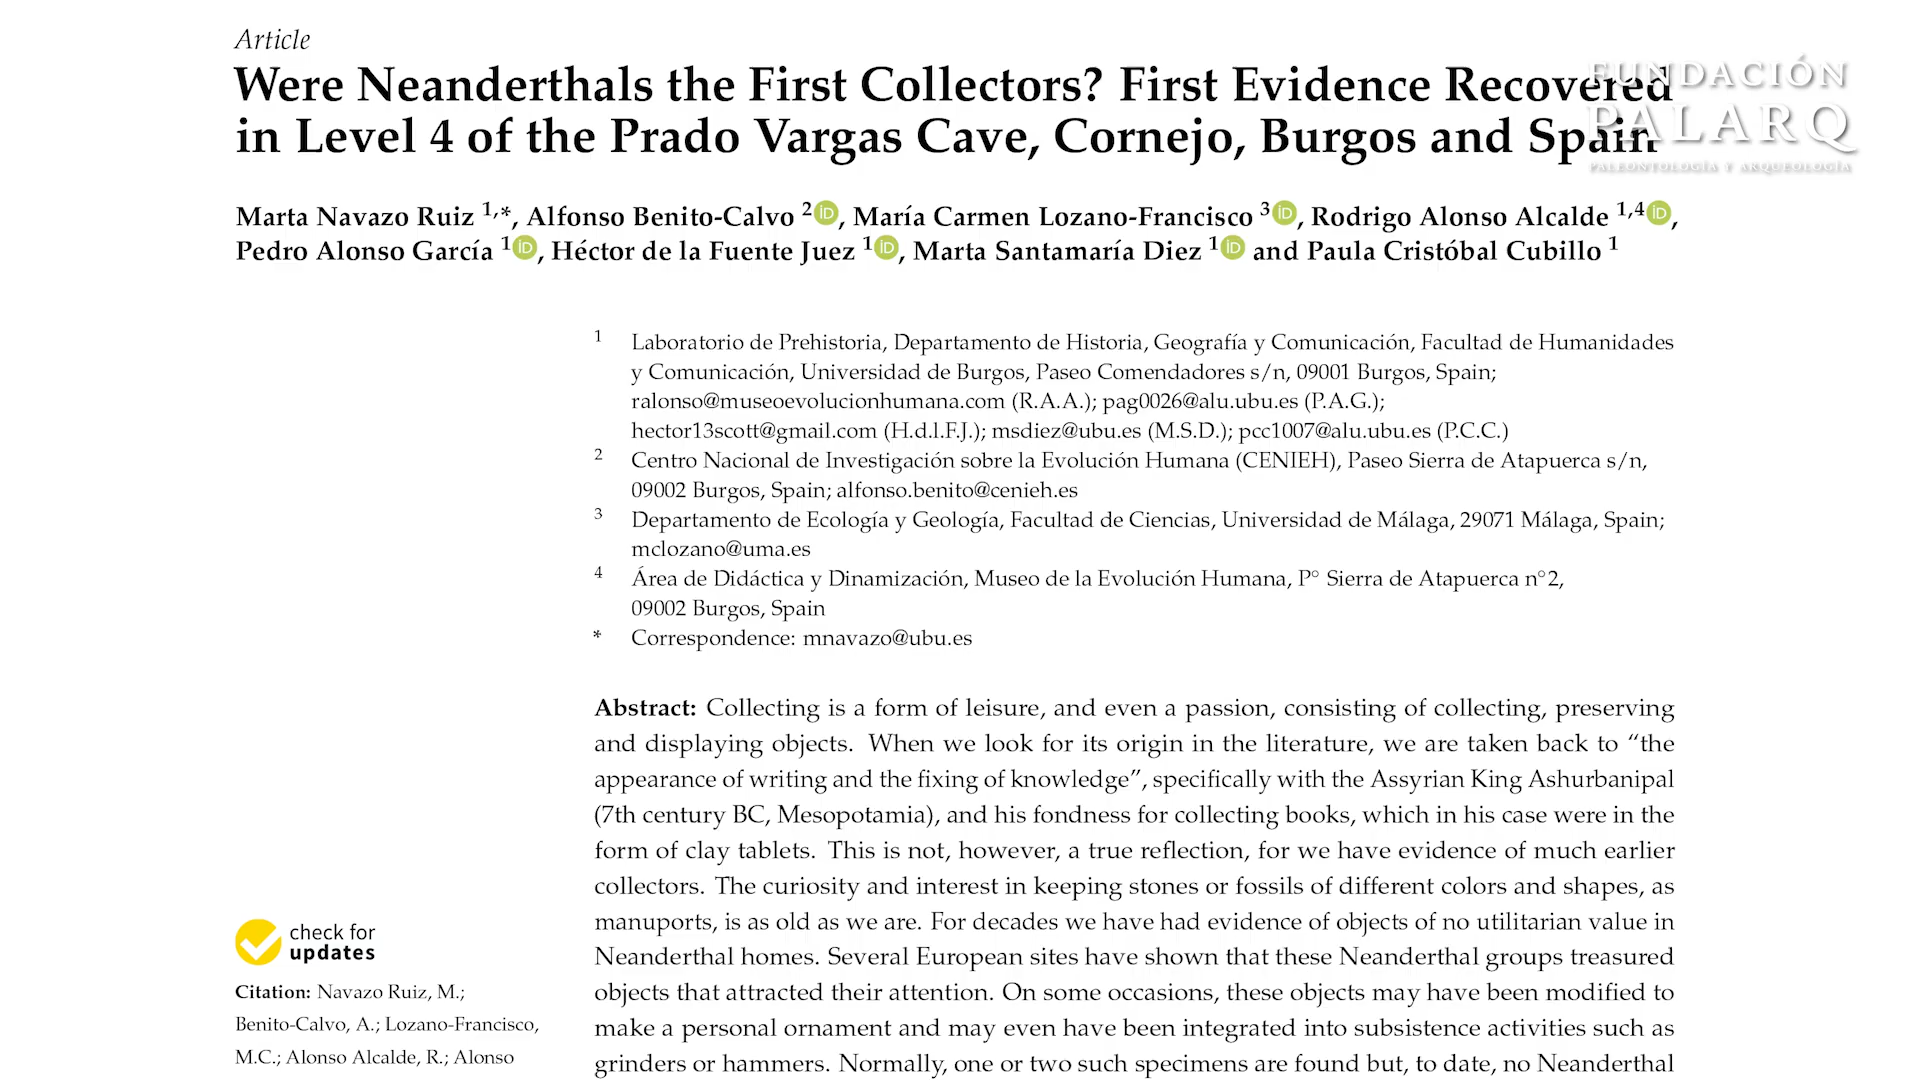 Article
Were Neanderthals the First Collectors? First Evidence Recovered
in Level 4 of the Prado Vargas Cave, Cornejo, Burgos and Spain
FUNDACIÓN
PALARQ
PALEONTOLOGÍA Y ARQUEOLOGÍA
Marta Navazo Ruiz 1,*, Alfonso Benito-Calvo 2 iD, María Carmen Lozano-Francisco 3 iD, Rodrigo Alonso Alcalde 1,4 iD,
Pedro Alonso García 1 iD, Héctor de la Fuente Juez 1 iD, Marta Santamaría Diez 1 iD and Paula Cristóbal Cubillo 1
1 Laboratorio de Prehistoria, Departamento de Historia, Geografía y Comunicación, Facultad de Humanidades
y Comunicación, Universidad de Burgos, Paseo Comendadores s/n, 09001 Burgos, Spain;
ralonso@museoevolucionhumana.com (R.A.A.); pag0026@alu.ubu.es (P.A.G.);
hector13scott@gmail.com (H.d.l.F.J.); msdiez@ubu.es (M.S.D.); pcc1007@alu.ubu.es (P.C.C.)
2 Centro Nacional de Investigación sobre la Evolución Humana (CENIEH), Paseo Sierra de Atapuerca s/n,
09002 Burgos, Spain; alfonso.benito@cenieh.es
3 Departamento de Ecología y Geología, Facultad de Ciencias, Universidad de Málaga, 29071 Málaga, Spain;
mclozano@uma.es
4 Área de Didáctica y Dinamización, Museo de la Evolución Humana, P° Sierra de Atapuerca n°2,
09002 Burgos, Spain
* Correspondence: mnavazo@ubu.es
Abstract: Collecting is a form of leisure, and even a passion, consisting of collecting, preserving
and displaying objects. When we look for its origin in the literature, we are taken back to “the
appearance of writing and the fixing of knowledge”, specifically with the Assyrian King Ashurbanipal
(7th century BC, Mesopotamia), and his fondness for collecting books, which in his case were in the
form of clay tablets. This is not, however, a true reflection, for we have evidence of much earlier
collectors. The curiosity and interest in keeping stones or fossils of different colors and shapes, as
manuports, is as old as we are. For decades we have had evidence of objects of no utilitarian value in
Neanderthal homes. Several European sites have shown that these Neanderthal groups treasured
objects that attracted their attention. On some occasions, these objects may have been modified to
make a personal ornament and may even have been integrated into subsistence activities such as
grinders or hammers. Normally, one or two such specimens are found but, to date, no Neanderthal
check for
updates
Citation: Navazo Ruiz, M.;
Benito-Calvo, A.; Lozano-Francisco,
M.C.; Alonso Alcalde, R.; Alonso